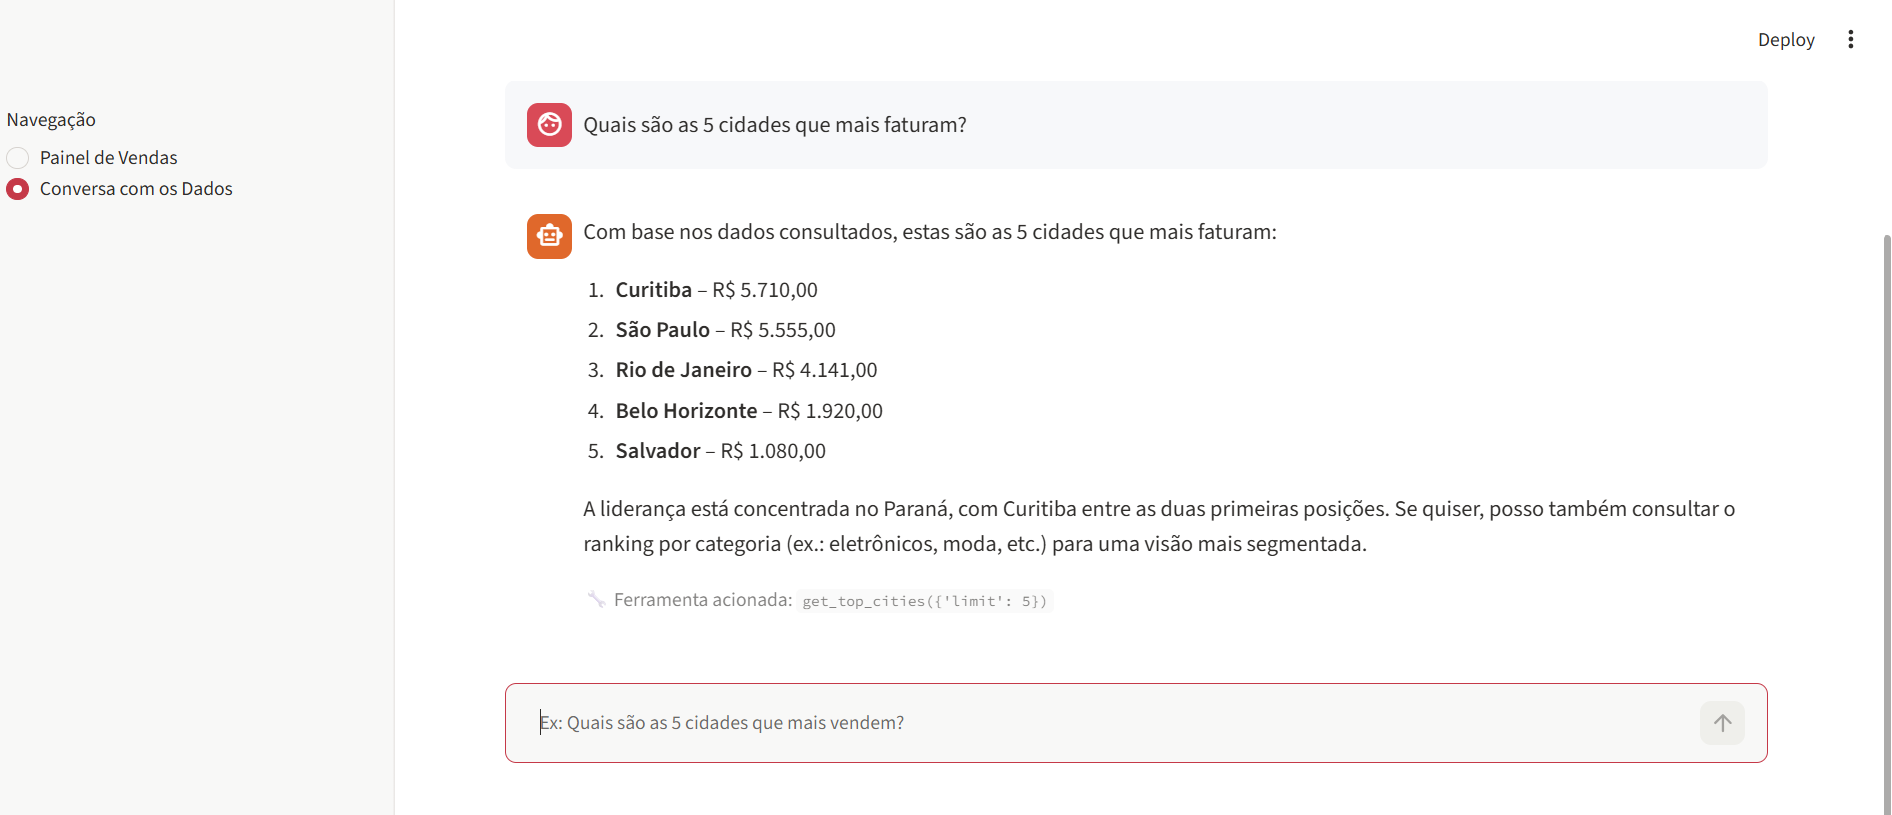 Deploy
Navegação
Painel de Vendas
Conversa com os Dados
Quais são as 5 cidades que mais faturam?
Com base nos dados consultados, estas são as 5 cidades que mais faturam:
1. Curitiba – R$ 5.710,00
2. São Paulo – R$ 5.555,00
3. Rio de Janeiro – R$ 4.141,00
4. Belo Horizonte – R$ 1.920,00
5. Salvador – R$ 1.080,00
A liderança está concentrada no Paraná, com Curitiba entre as duas primeiras posições. Se quiser, posso também consultar o
ranking por categoria (ex.: eletrônicos, moda, etc.) para uma visão mais segmentada.
Ferramenta acionada: get_top_cities({'limit': 5})
Ex: Quais são as 5 cidades que mais vendem?